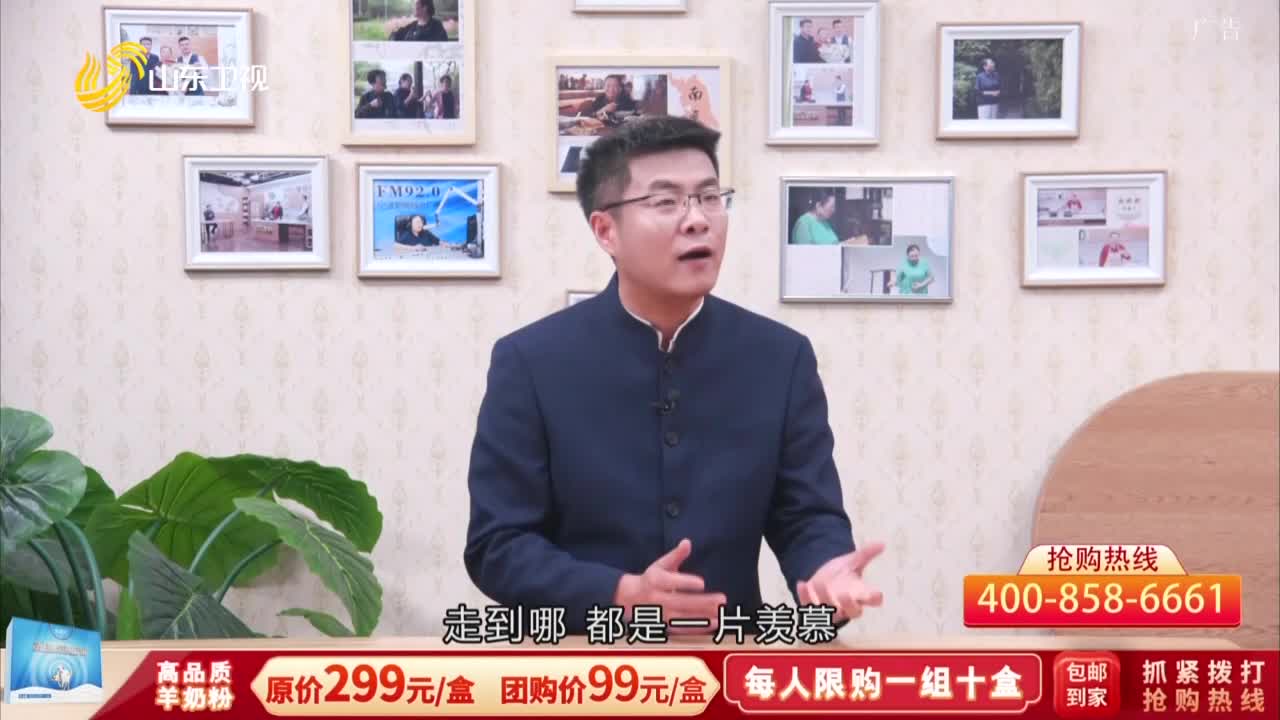 山东卫视
广告
南
FM92.0
抢购热线
400-858-6661
走到哪 都是一片羡慕
高品质
羊奶粉
原价299元/盒 团购价99元/盒
每人限购一组十盒
包邮
到家
抓紧拨打
抢购热线